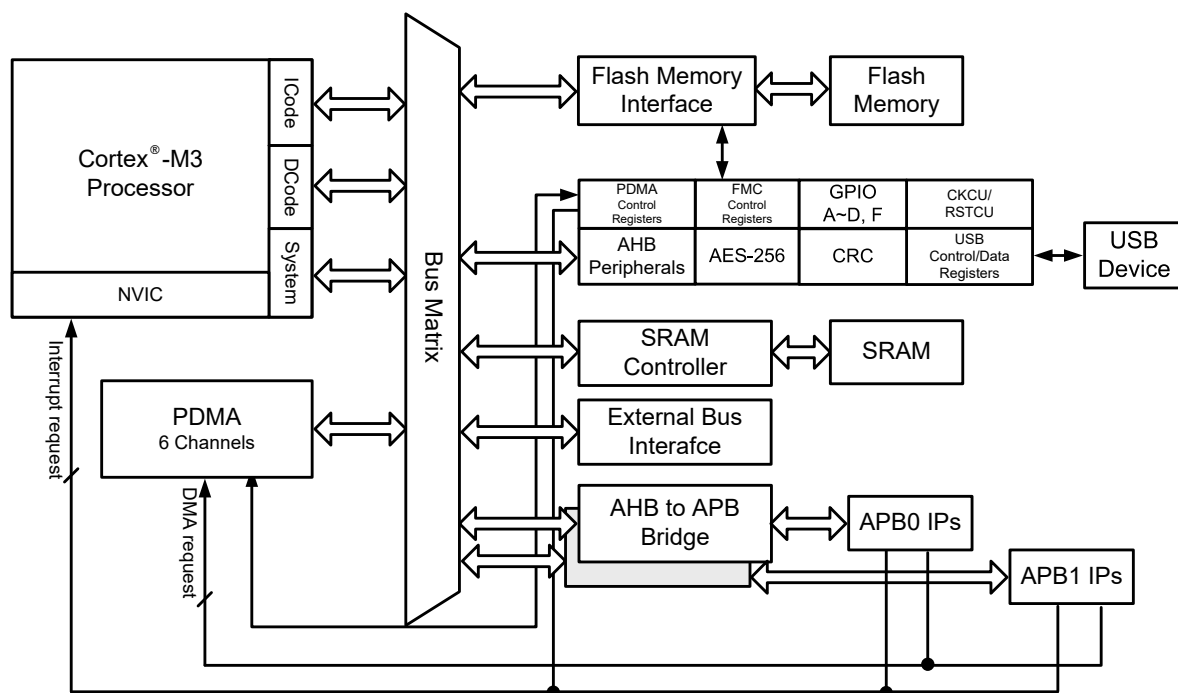 Cortex®-M3
Processor
ICode
DCode
System
NVIC
Interrupt request
PDMA
6 Channels
DMA request
Bus Matrix
Flash Memory
Interface
Flash
Memory
PDMA
Control
Registers
FMC
Control
Registers
GPIO
A~D, F
CKCU/
RSTCU
AHB
Peripherals
AES-256
CRC
USB
Control/Data
Registers
USB
Device
SRAM
Controller
SRAM
External Bus
Interafce
AHB to APB
Bridge
APB0 IPs
APB1 IPs